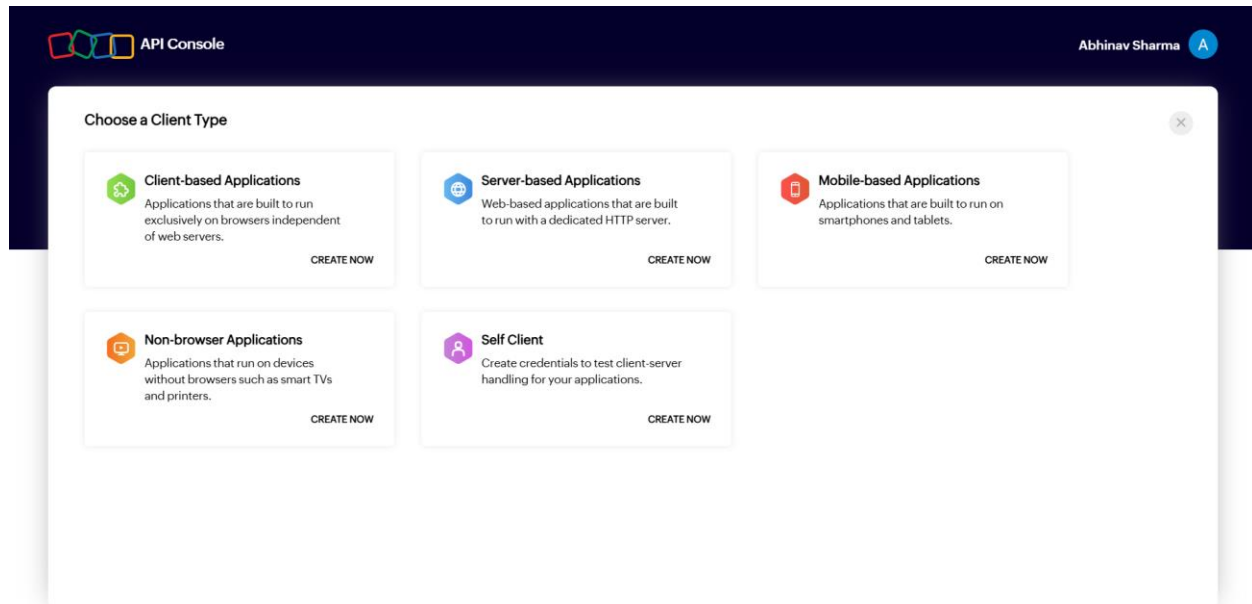 API Console
Abhinav Sharma
A
Choose a Client Type
Client-based Applications
Applications that are built to run
exclusively on browsers independent
of web servers.
CREATE NOW
Server-based Applications
Web-based applications that are built
to run with a dedicated HTTP server.
CREATE NOW
Mobile-based Applications
Applications that are built to run on
smartphones and tablets.
CREATE NOW
Non-browser Applications
Applications that run on devices
without browsers such as smart TVs
and printers.
CREATE NOW
Self Client
Create credentials to test client-server
handling for your applications.
CREATE NOW